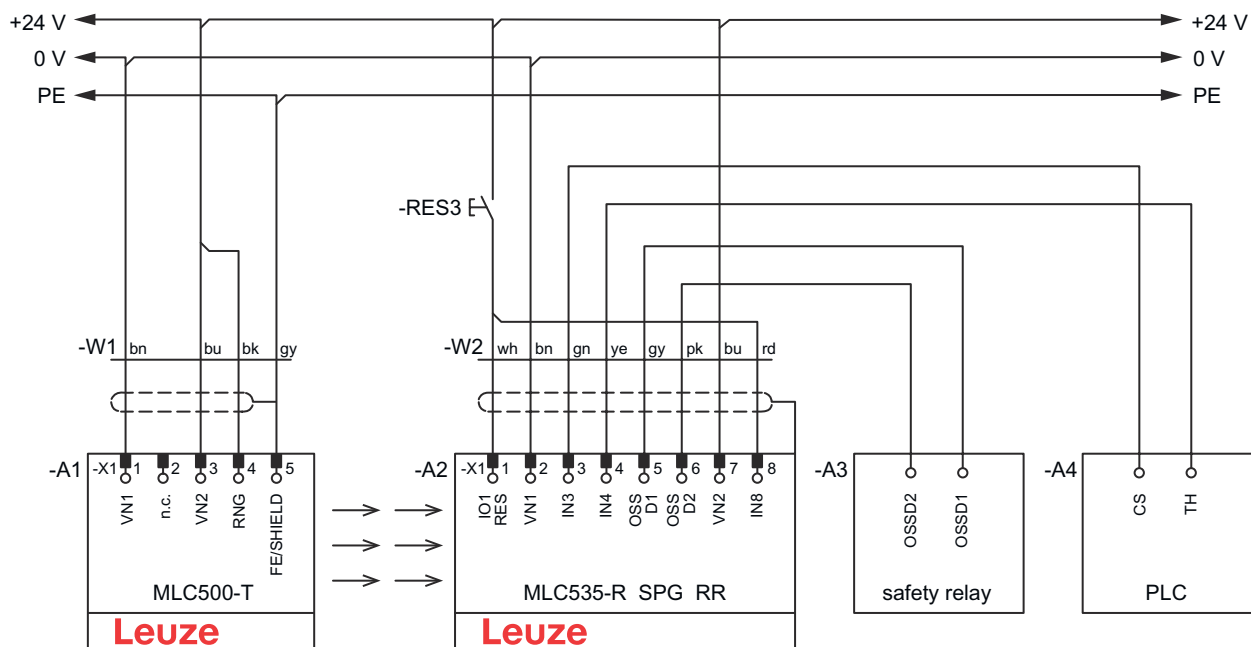 +24 V +24 V
0 V 0 V
PE PE
-RES3
-W1 bn bu bk gy
-W2 wh bn gn ye gy pk bu rd
-A1 -X1 1 2 3 4 5
VN1
n.c.
VN2
RNG
FE/SHIELD
MLC500-T
Leuze
-A2 -X1 1 2 3 4 5 6 7 8
IO1
RES
VN1
IN3
IN4
OSS
D1
OSS
D2
VN2
IN8
MLC535-R SPG RR
Leuze
-A3
OSSD2
OSSD1
safety relay
-A4
CS
TH
PLC